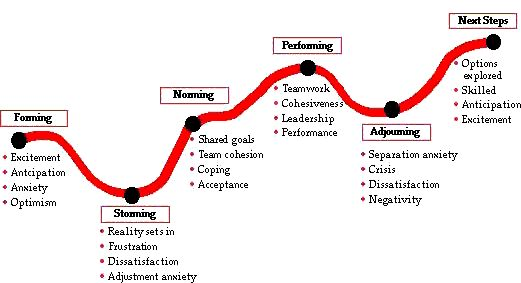 Forming
• Excitement
• Antcipation
• Anxiety
• Optimism
Storming
• Reality sets in
• Frustration
• Dissatisfaction
• Adjustment anxiety
Norming
• Shared goals
• Team cohesion
• Coping
• Acceptance
Performing
• Teamwork
• Cohesiveness
• Leadership
• Performance
Adjourning
• Separation anxiety
• Crisis
• Dissatisfaction
• Negativity
Next Steps
• Options
explored
• Skilled
• Anticipation
• Excitement